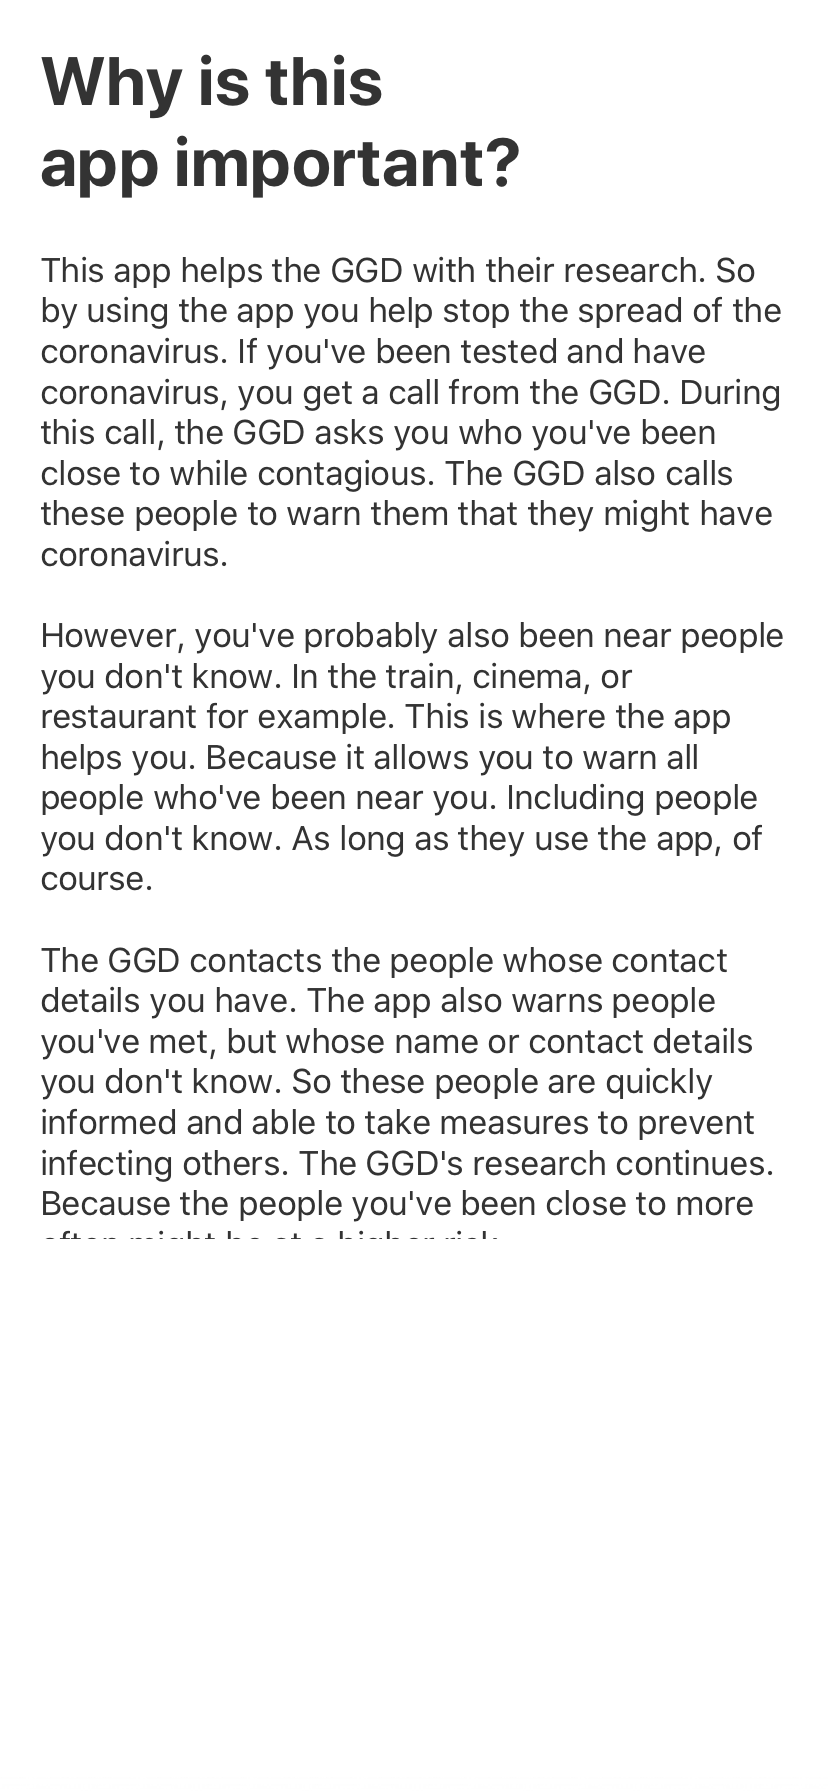 Why is this
app important?
This app helps the GGD with their research. So
by using the app you help stop the spread of the
coronavirus. If you've been tested and have
coronavirus, you get a call from the GGD. During
this call, the GGD asks you who you've been
close to while contagious. The GGD also calls
these people to warn them that they might have
coronavirus.
However, you've probably also been near people
you don't know. In the train, cinema, or
restaurant for example. This is where the app
helps you. Because it allows you to warn all
people who've been near you. Including people
you don't know. As long as they use the app, of
course.
The GGD contacts the people whose contact
details you have. The app also warns people
you've met, but whose name or contact details
you don't know. So these people are quickly
informed and able to take measures to prevent
infecting others. The GGD's research continues.
Because the people you've been close to more
often might be at a higher risk.